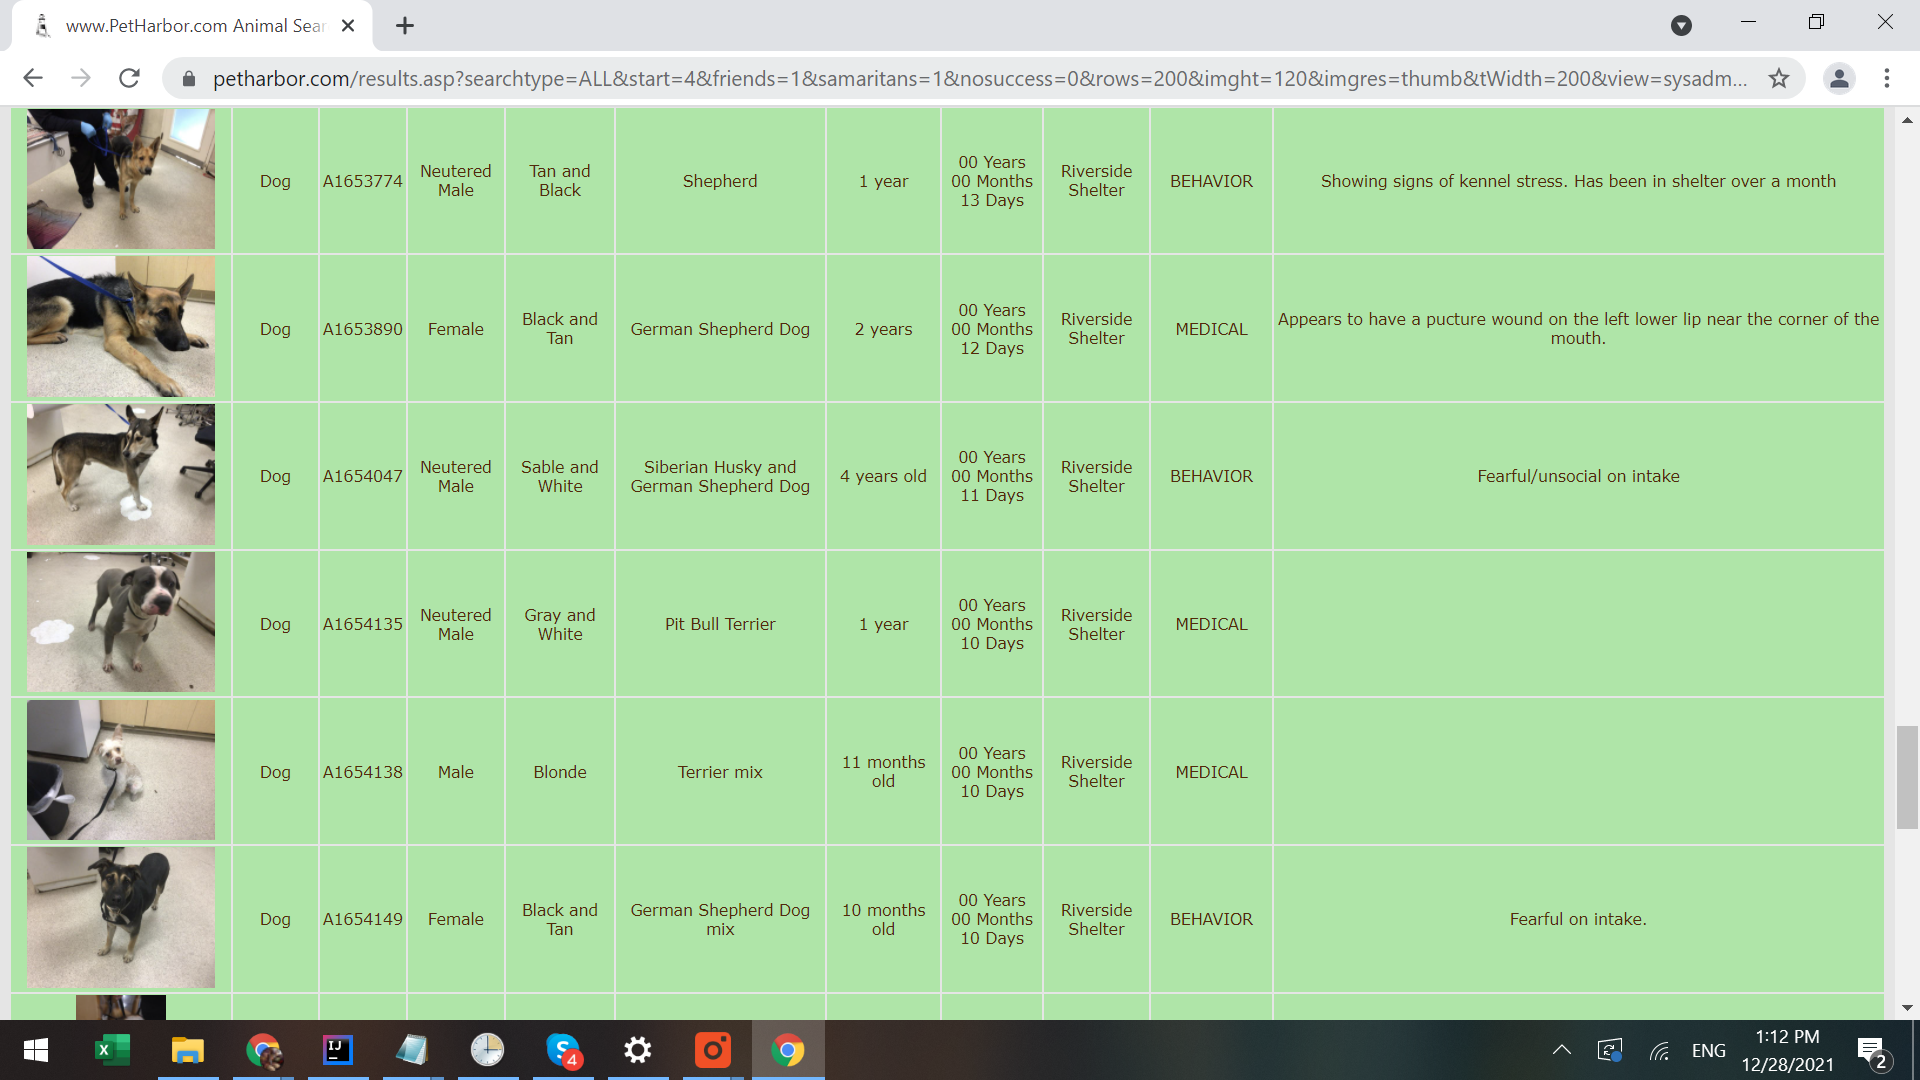 www.PetHarbor.com Animal Sear
petharbor.com/results.asp?searchtype=ALL&start=4&friends=1&samaritans=1&nosuccess=0&rows=200&imght=120&imgres=thumb&tWidth=200&view=sysadm...
Dog
A1653774
Neutered
Male
Tan and
Black
Shepherd
1 year
00 Years
00 Months
13 Days
Riverside
Shelter
BEHAVIOR
Showing signs of kennel stress. Has been in shelter over a month
Dog
A1653890
Female
Black and
Tan
German Shepherd Dog
2 years
00 Years
00 Months
12 Days
Riverside
Shelter
MEDICAL
Appears to have a pucture wound on the left lower lip near the corner of the
mouth.
Dog
A1654047
Neutered
Male
Sable and
White
Siberian Husky and
German Shepherd Dog
4 years old
00 Years
00 Months
11 Days
Riverside
Shelter
BEHAVIOR
Fearful/unsocial on intake
Dog
A1654135
Neutered
Male
Gray and
White
Pit Bull Terrier
1 year
00 Years
00 Months
10 Days
Riverside
Shelter
MEDICAL
Dog
A1654138
Male
Blonde
Terrier mix
11 months
old
00 Years
00 Months
10 Days
Riverside
Shelter
MEDICAL
Dog
A1654149
Female
Black and
Tan
German Shepherd Dog
mix
10 months
old
00 Years
00 Months
10 Days
Riverside
Shelter
BEHAVIOR
Fearful on intake.
X
IJ
S
4
ENG
1:12 PM
12/28/2021
2